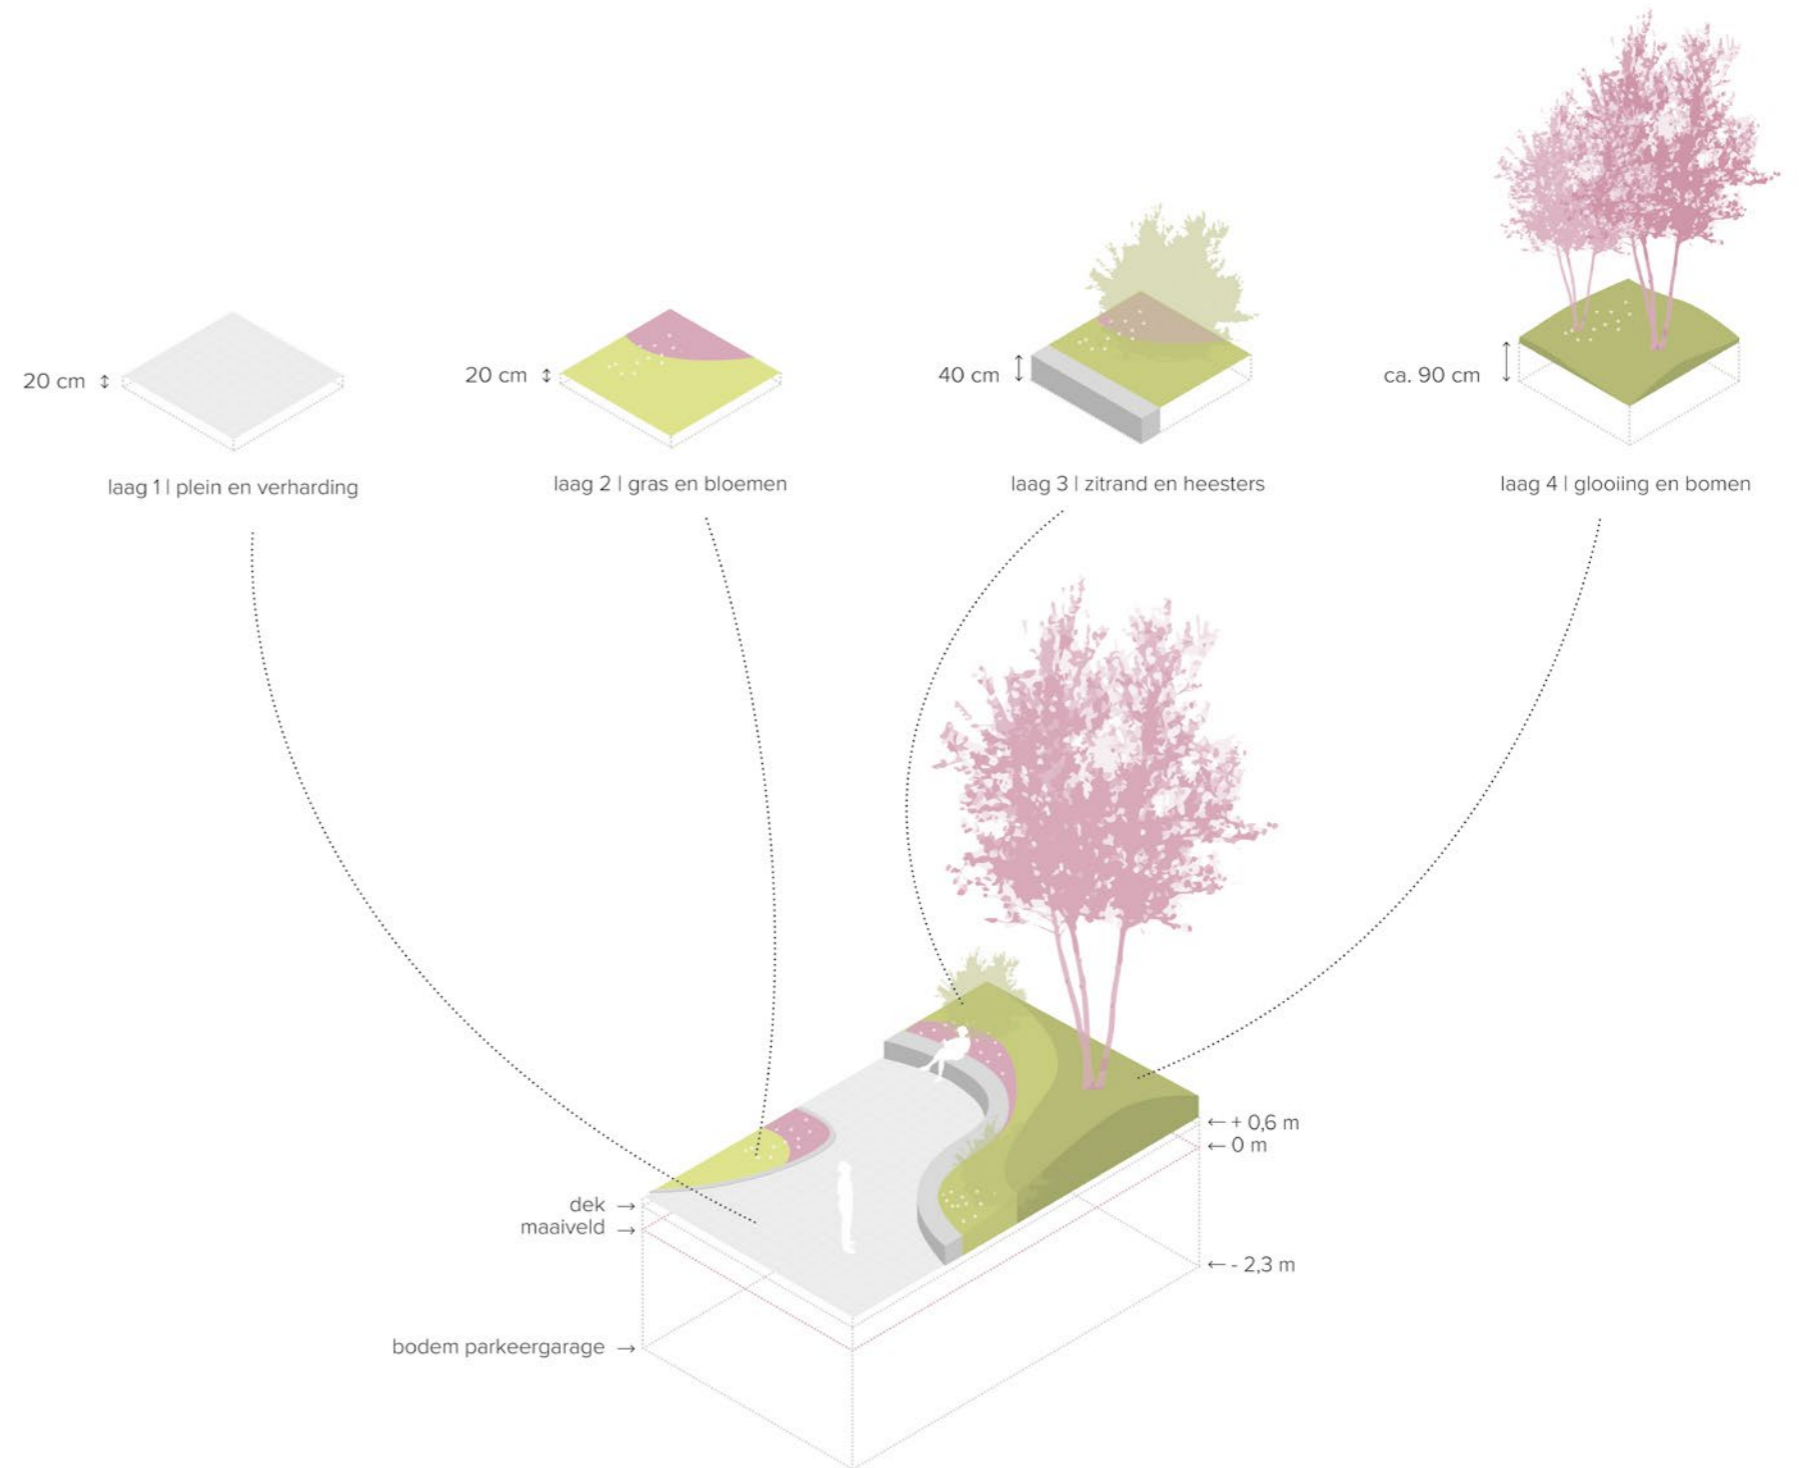 20 cm
20 cm
40 cm
ca. 90 cm
laag 1 | plein en verharding
laag 2 | gras en bloemen
laag 3 | zitrand en heesters
laag 4 | glooiing en bomen
+ 0,6 m
0 m
dek
maaiveld
- 2,3 m
bodem parkeergarage